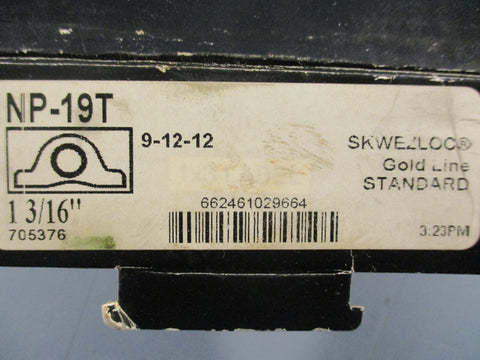 NP-19T
9-12-12
SKWEZLOC®
Gold Line
STANDARD
1 3/16"
705376
662461029664
3:23PM